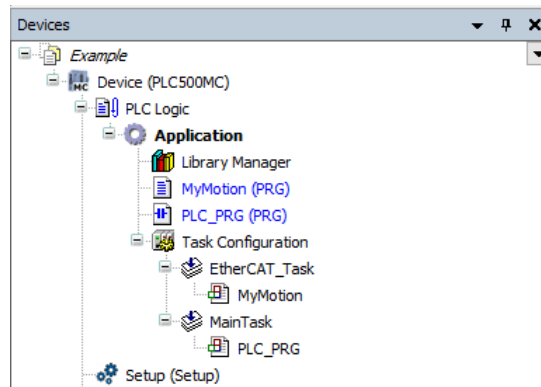 Devices
Example
Device (PLC500MC)
PLC Logic
Application
Library Manager
MyMotion (PRG)
PLC_PRG (PRG)
Task Configuration
EtherCAT_Task
MyMotion
MainTask
PLC_PRG
Setup (Setup)